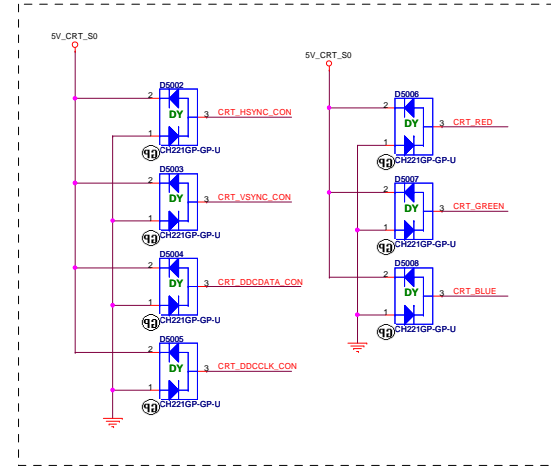 5V_CRT_S0
D5002
2
DY
3
CRT_HSYNC_CON
1
CH221GP-GP-U
D5003
2
DY
3
CRT_VSYNC_CON
1
CH221GP-GP-U
D5004
2
DY
3
CRT_DDCDATA_CON
1
CH221GP-GP-U
D5005
2
DY
3
CRT_DDCCLK_CON
1
CH221GP-GP-U
5V_CRT_S0
D5006
2
DY
3
CRT_RED
1
CH221GP-GP-U
D5007
2
DY
3
CRT_GREEN
1
CH221GP-GP-U
D5008
2
DY
3
CRT_BLUE
1
CH221GP-GP-U